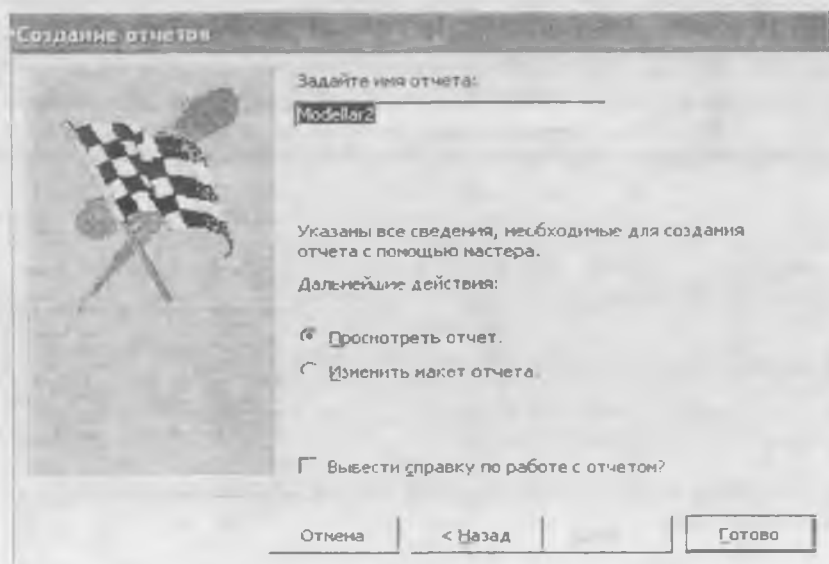 Создание отчетов
Задайте имя отчета:
Modellar2
Указаны все сведения, необходимые для создания
отчета с помощью мастера.
Дальнейшие действия:
Просмотреть отчет.
Изменить макет отчета.
Вывести справку по работе с отчетом?
Отмена
< Назад
Готово